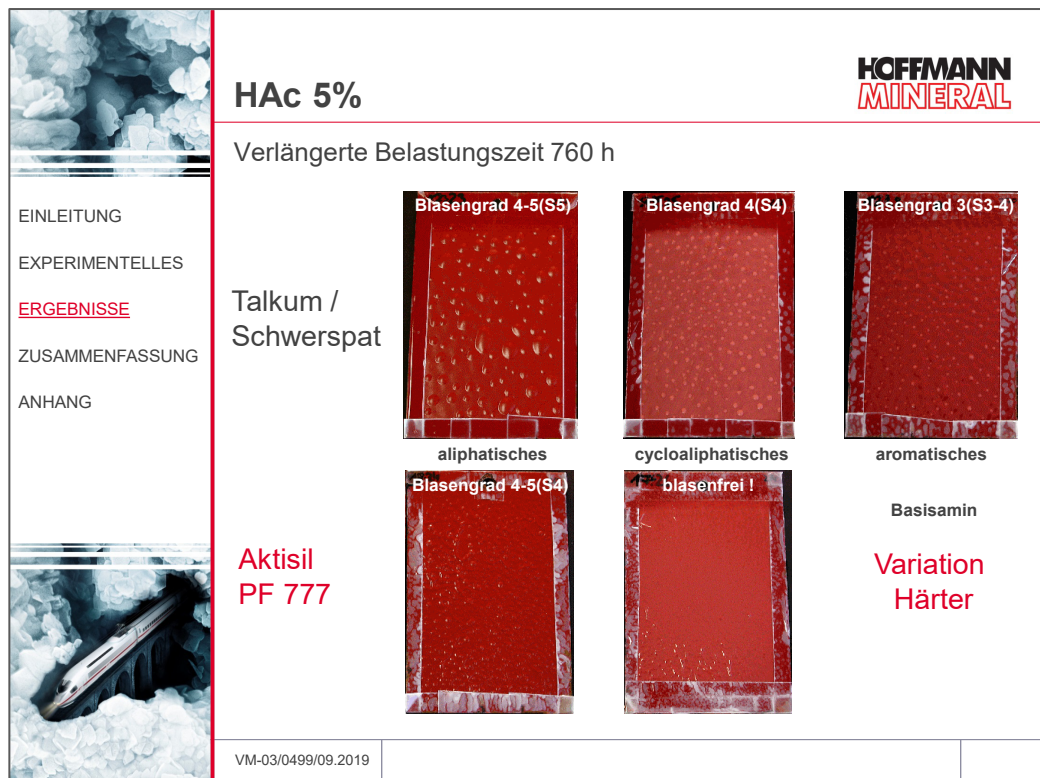 HOFFMANN
MINERAL
HAc 5%
Verlängerte Belastungszeit 760 h
EINLEITUNG
EXPERIMENTELLES
ERGEBNISSE
ZUSAMMENFASSUNG
ANHANG
Talkum /
Schwerspat
Blasengrad 4-5(S5)
Blasengrad 4(S4)
Blasengrad 3(S3-4)
aliphatisches
cycloaliphatisches
aromatisches
Blasengrad 4-5(S4)
blasenfrei !
Basisamin
Aktisil
PF 777
Variation
Härter
VM-03/0499/09.2019